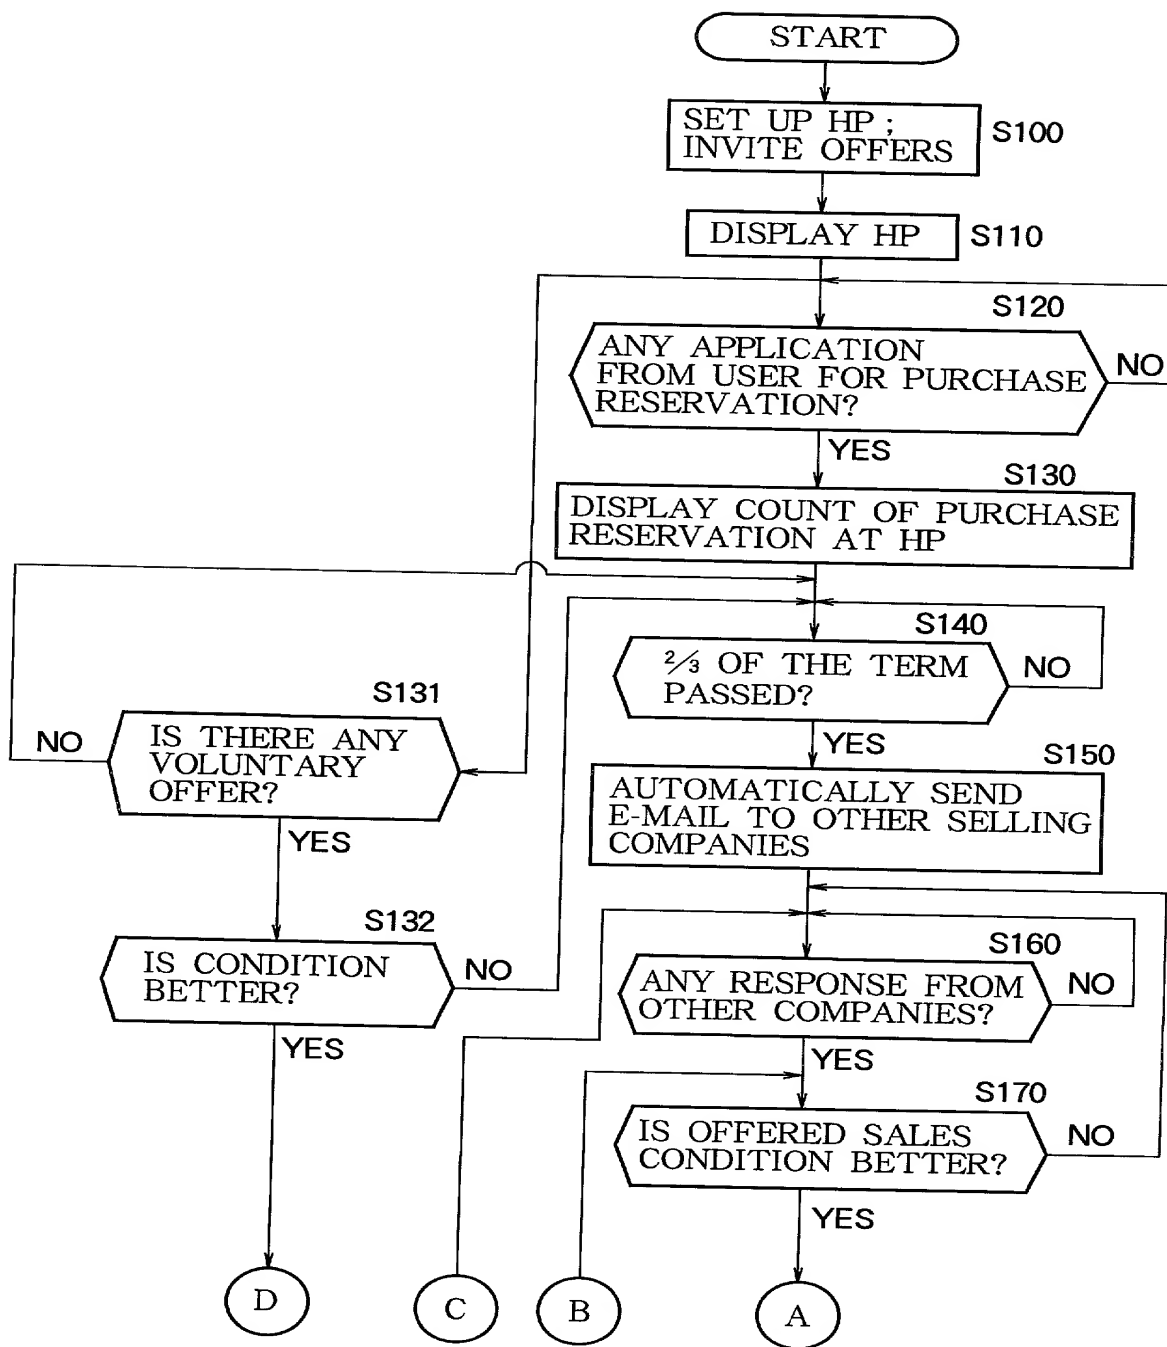 START
SET UP HP ;
INVITE OFFERS
S100
DISPLAY HP
S110
S120
ANY APPLICATION
FROM USER FOR PURCHASE
RESERVATION?
NO
YES
S130
DISPLAY COUNT OF PURCHASE
RESERVATION AT HP
S140
2/3 OF THE TERM
PASSED?
NO
YES
S131
IS THERE ANY
VOLUNTARY
OFFER?
NO
YES
S150
AUTOMATICALLY SEND
E-MAIL TO OTHER SELLING
COMPANIES
S132
IS CONDITION
BETTER?
NO
YES
S160
ANY RESPONSE FROM
OTHER COMPANIES?
NO
YES
S170
IS OFFERED SALES
CONDITION BETTER?
NO
YES
D
C
B
A